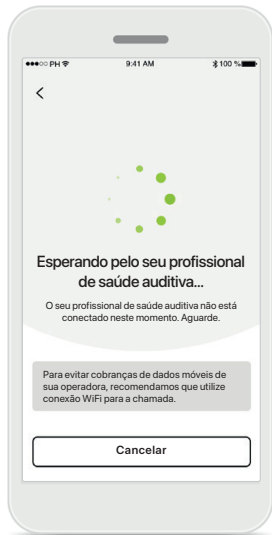 ●●●○○ PH 9:41 AM 100 %
Esperando pelo seu profissional
de saúde auditiva...
O seu profissional de saúde auditiva não está
conectado neste momento. Aguarde.
Para evitar cobranças de dados móveis de
sua operadora, recomendamos que utilize
conexão WiFi para a chamada.
Cancelar